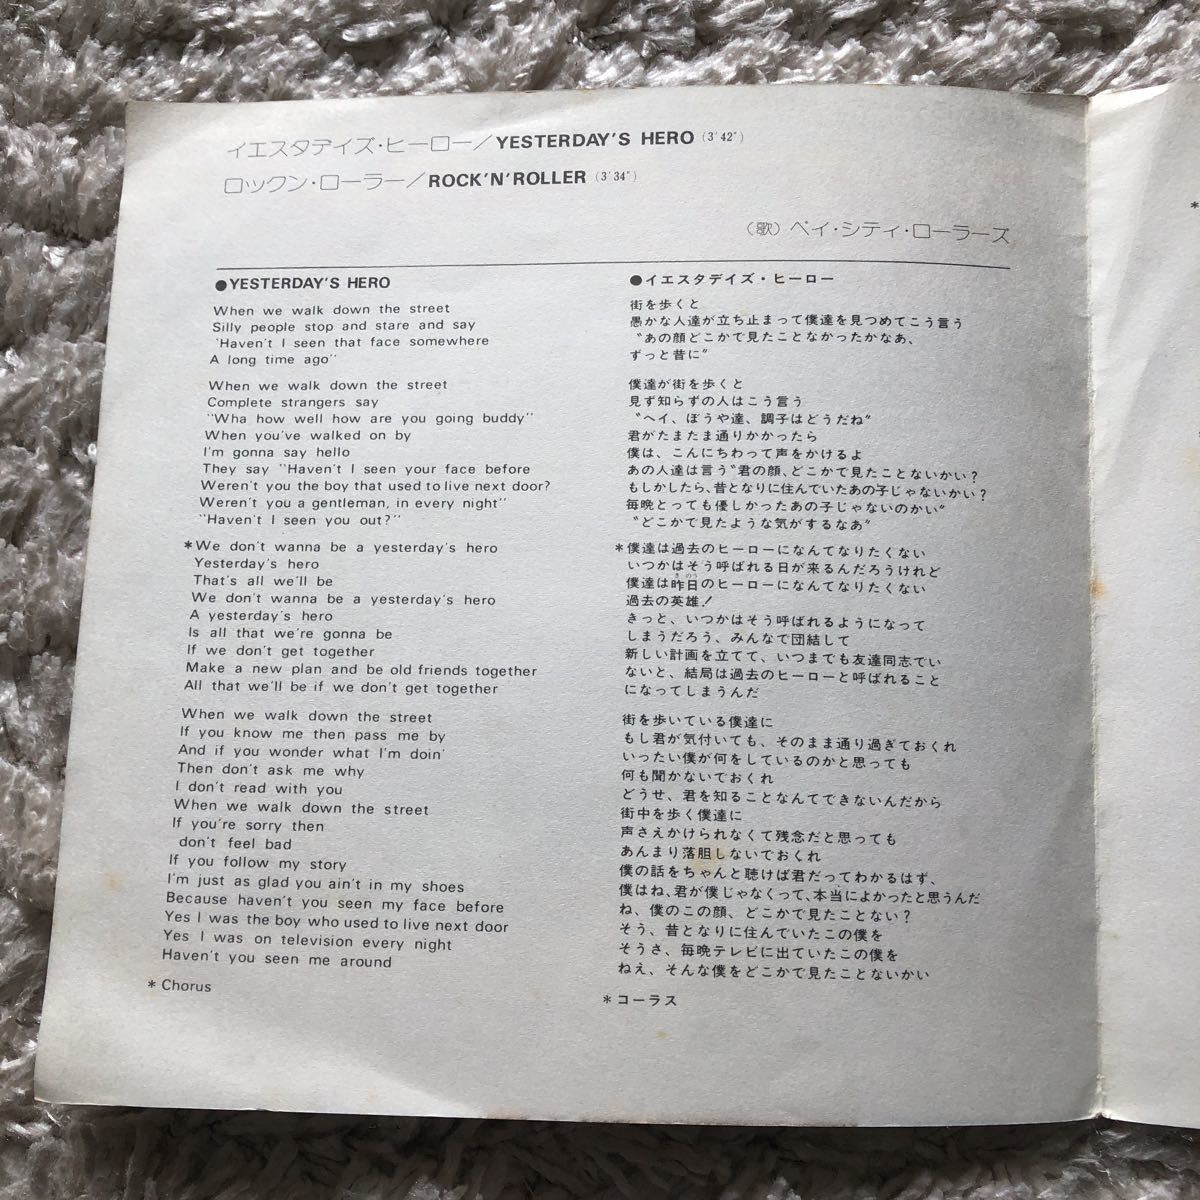 イエスタデイズ・ヒーロー／YESTERDAY'S HERO (3'42")
ロックン・ローラー／ROCK'N'ROLLER (3'34")
(歌) ベイ・シティ・ローラーズ
●YESTERDAY'S HERO
When we walk down the street
Silly people stop and stare and say
'Haven't I seen that face somewhere
A long time ago"
When we walk down the street
Complete strangers say
"Wha how well how are you going buddy"
When you've walked on by
I'm gonna say hello
They say "Haven't I seen your face before
Weren't you the boy that used to live next door?
Weren't you a gentleman, in every night"
"Haven't I seen you out?"
*We don't wanna be a yesterday's hero
Yesterday's hero
That's all we'll be
We don't wanna be a yesterday's hero
A yesterday's hero
Is all that we're gonna be
If we don't get together
Make a new plan and be old friends together
All that we'll be if we don't get together
When we walk down the street
If you know me then pass me by
And if you wonder what I'm doin'
Then don't ask me why
I don't read with you
When we walk down the street
If you're sorry then
don't feel bad
If you follow my story
I'm just as glad you ain't in my shoes
Because haven't you seen my face before
Yes I was the boy who used to live next door
Yes I was on television every night
Haven't you seen me around
* Chorus
●イエスタデイズ・ヒーロー
街を歩くと
愚かな人達が立ち止まって僕達を見つめてこう言う
"あの顔どこかで見たことなかったかなあ、
ずっと昔に"
僕達が街を歩くと
見ず知らずの人はこう言う
"ヘイ、ぼうや達、調子はどうだね"
君がたまたま通りかかったら
僕は、こんにちわって声をかけるよ
あの人達は言う"君の顔、どこかで見たことないかい？
もしかしたら、昔となりに住んでいたあの子じゃないかい？
毎晩とっても優しかったあの子じゃないのかい"
"どこかで見たような気がするなあ"
*僕達は過去のヒーローになんてなりたくない
いつかはそう呼ばれる日が来るんだろうけれど
僕達は昨日のヒーローになんてなりたくない
過去の英雄！
きっと、いつかはそう呼ばれるようになって
しまうだろう、みんなで団結して
新しい計画を立てて、いつまでも友達同志でい
ないと、結局は過去のヒーローと呼ばれること
になってしまうんだ
街を歩いている僕達に
もし君が気付いても、そのまま通り過ぎておくれ
いったい僕が何をしているのかと思っても
何も聞かないでおくれ
どうせ、君を知ることなんてできないんだから
街中を歩く僕達に
声さえかけられなくて残念だと思っても
あんまり落胆しないでおくれ
僕の話をちゃんと聴けば君だってわかるはず、
僕はね、君が僕じゃなくって、本当によかったと思うんだ
ね、僕のこの顔、どこかで見たことない？
そう、昔となりに住んでいたこの僕を
そうさ、毎晩テレビに出ていたこの僕を
ねえ、そんな僕をどこかで見たことないかい
* コーラス